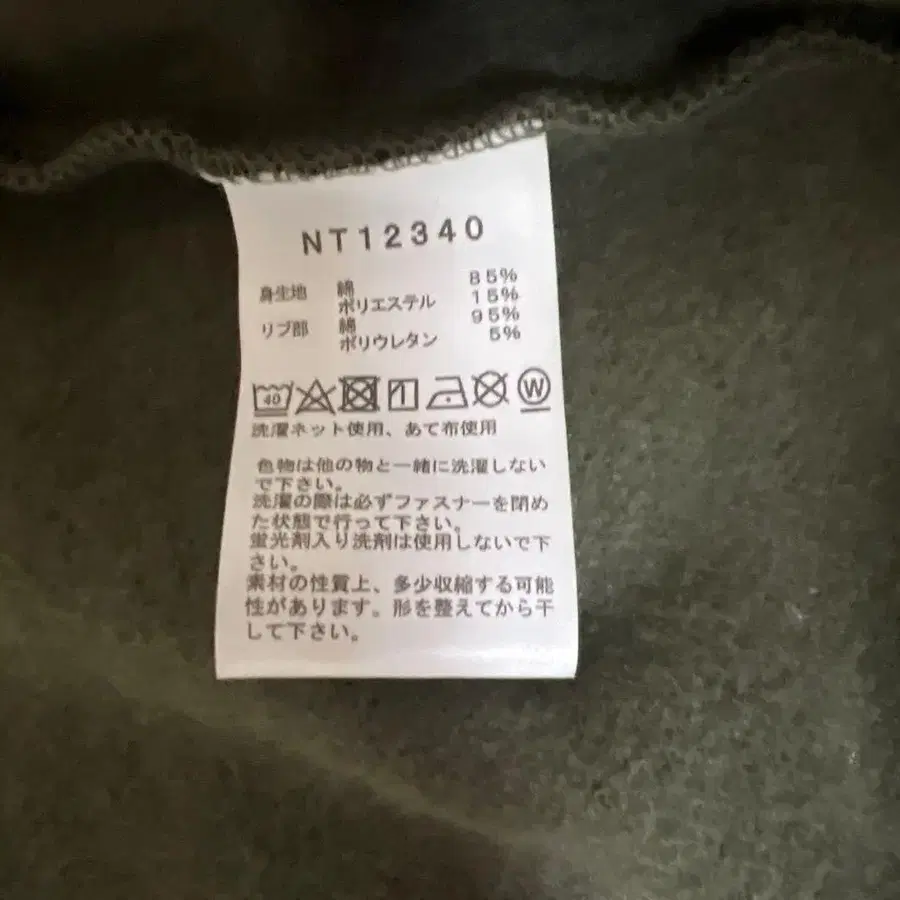 NT12340
身生地 綿 85%
ポリエステル 15%
リブ部 綿 95%
ポリウレタン 5%
40 W
洗濯ネット使用、あて布使用
色物は他の物と一緒に洗濯しない
で下さい。
洗濯の際は必ずファスナーを閉め
た状態で行って下さい。
蛍光剤入り洗剤は使用しないで下
さい。
素材の性質上、多少収縮する可能
性があります。形を整えてから干
して下さい。